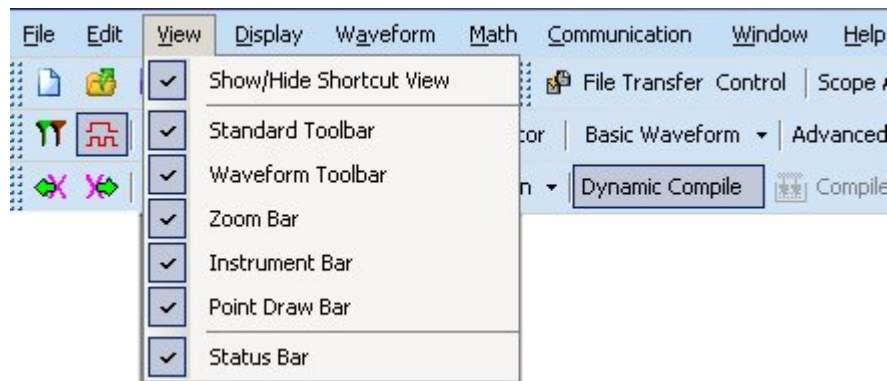 File Edit View Display Waveform Math Communication Window Help
Show/Hide Shortcut View File Transfer Control Scope
Standard Toolbar Basic Waveform Advanced
Waveform Toolbar Dynamic Compile Compile
Zoom Bar
Instrument Bar
Point Draw Bar
Status Bar